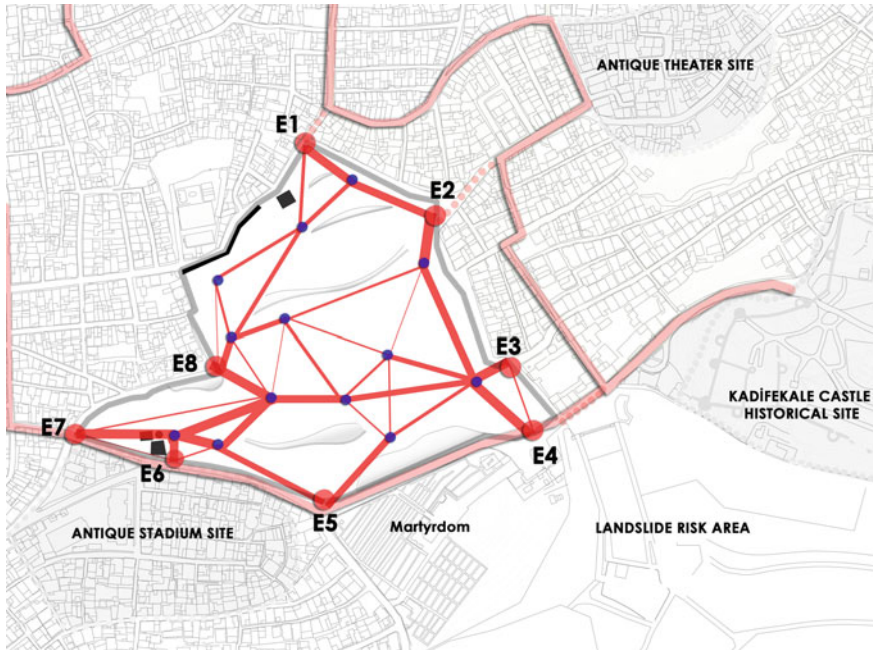 ANTIQUE THEATER SITE
E1
E2
E3
E8
KADİFEKALE CASTLE
HISTORICAL SITE
E7
E6
E4
E5
ANTIQUE STADIUM SITE
Martyrdom
LANDSLIDE RISK AREA